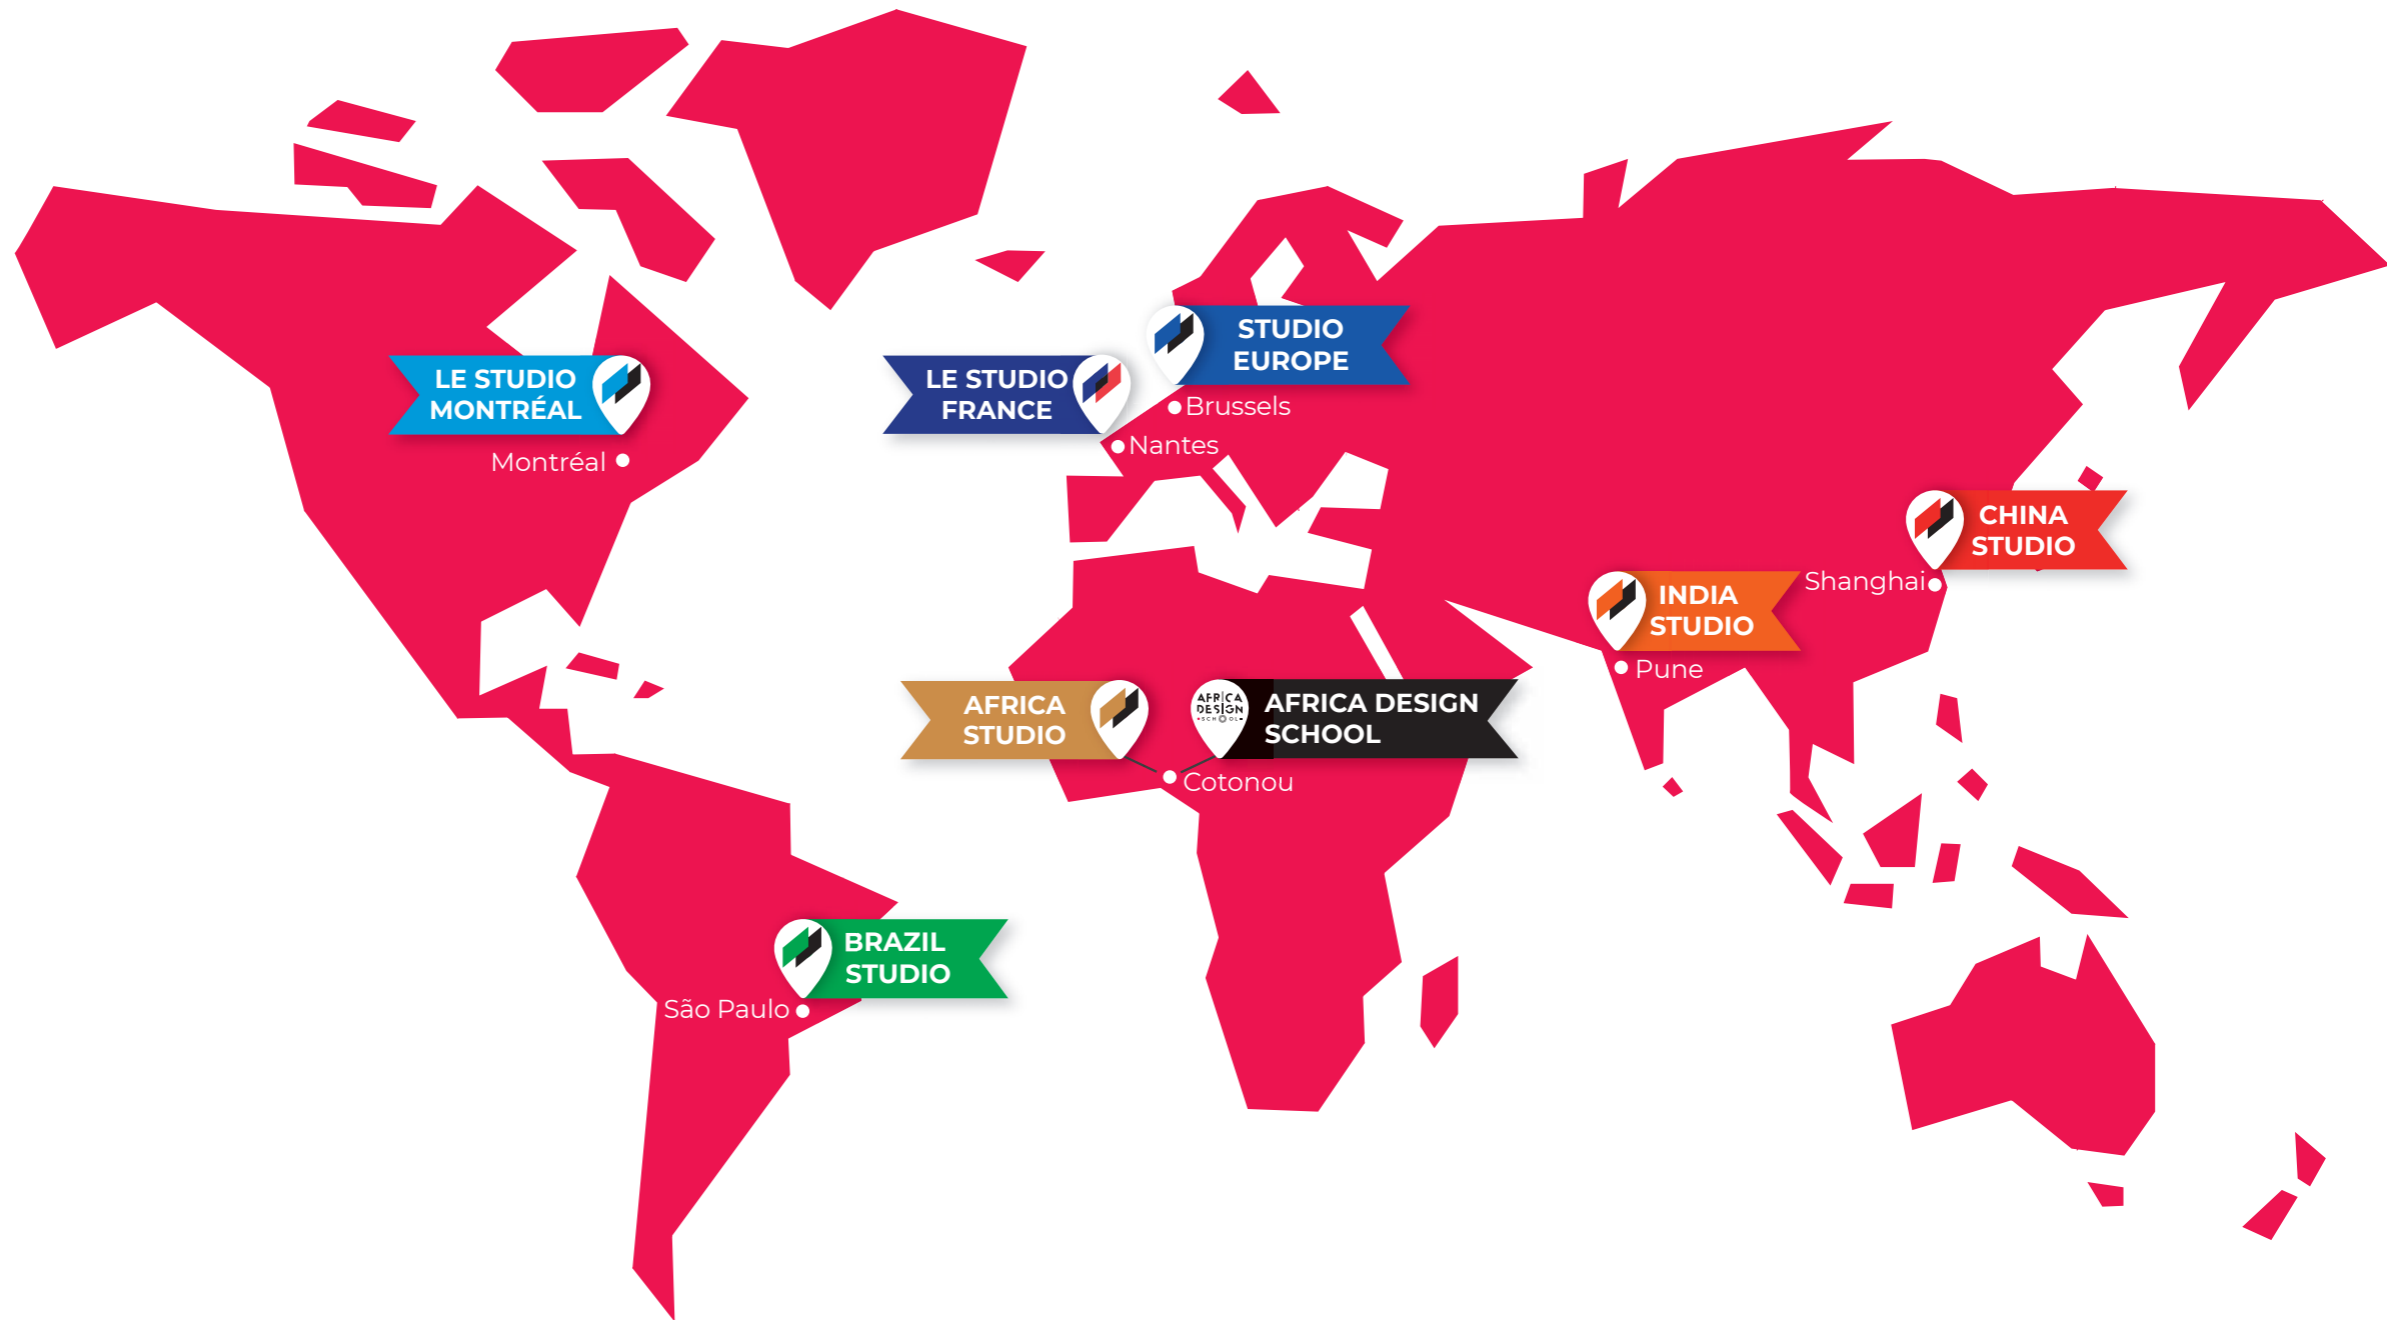 STUDIO
EUROPE
LE STUDIO
MONTRÉAL
LE STUDIO
FRANCE
Brussels
Nantes
Montréal
CHINA
STUDIO
Shanghai
INDIA
STUDIO
Pune
AFRICA
STUDIO
AFRICA
DESIGN
SCHOOL
AFRICA DESIGN
SCHOOL
Cotonou
BRAZIL
STUDIO
São Paulo